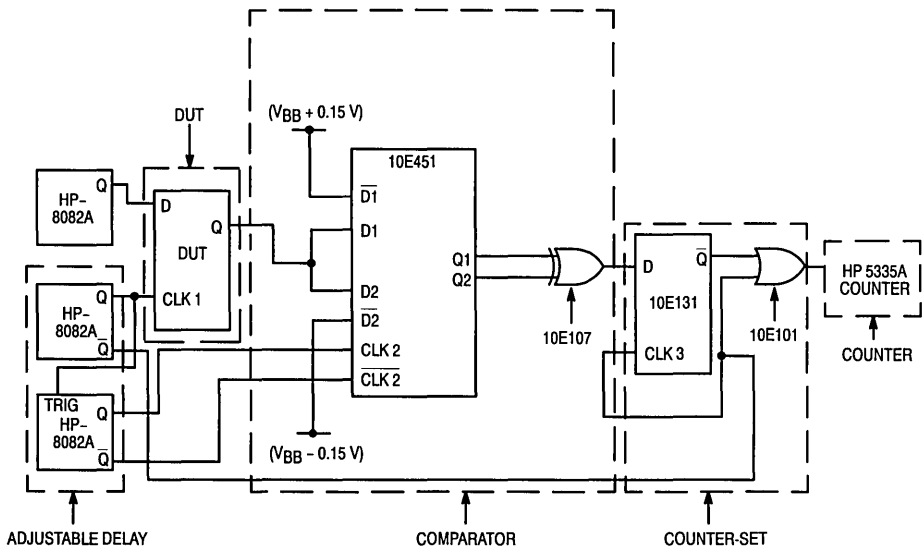 DUT
(VBB + 0.15 V)
10E451
HP-
8082A
Q
D
Q
DUT
CLK 1
D1
D1
D2
D2
CLK 2
CLK 2
Q1
Q2
10E107
D
Q
10E131
CLK 3
10E101
HP 5335A
COUNTER
COUNTER
HP-
8082A
Q
Q
TRIG
HP-
8082A
Q
Q
(VBB – 0.15 V)
ADJUSTABLE DELAY
COMPARATOR
COUNTER-SET